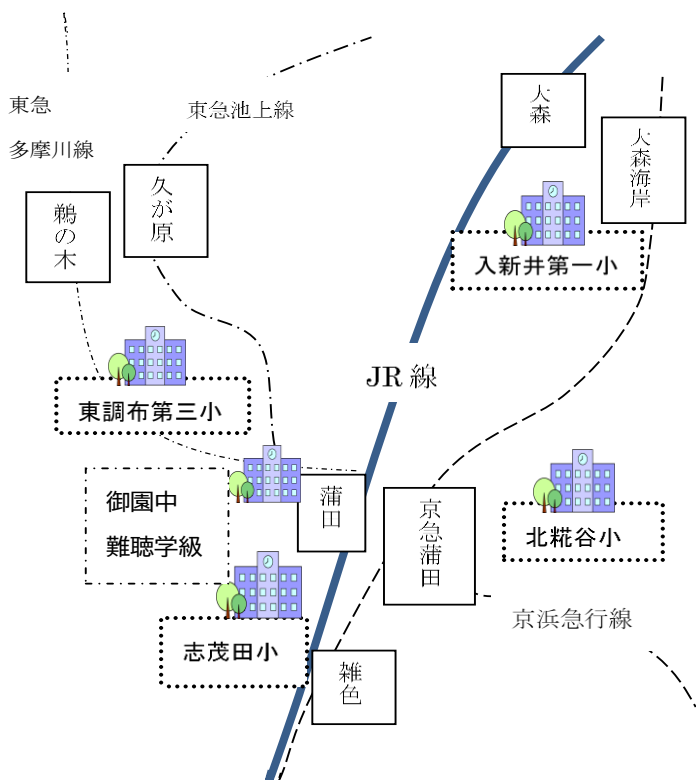 東急
多摩川線
東急池上線
大森
大森海岸
久が原
鵜の木
入新井第一小
JR 線
東調布第三小
御園中
難聴学級
蒲田
京急蒲田
北糀谷小
京浜急行線
志茂田小
雑色